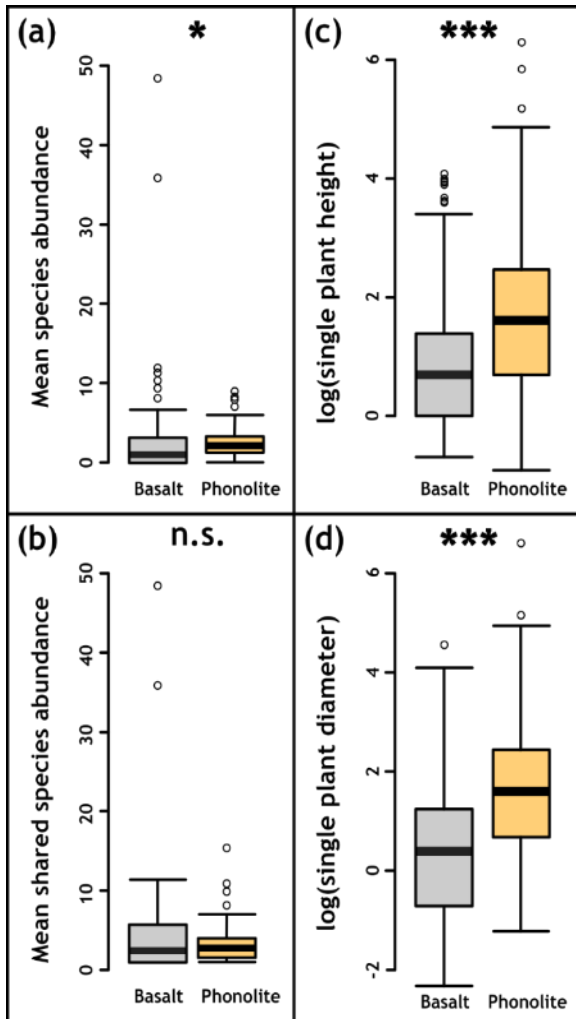 (a)
*
Mean species abundance
50
40
30
20
10
0
Basalt
Phonolite
(c)
***
log(single plant height)
6
4
2
0
Basalt
Phonolite
(b)
n.s.
Mean shared species abundance
50
40
30
20
10
0
Basalt
Phonolite
(d)
***
log(single plant diameter)
6
4
2
0
-2
Basalt
Phonolite